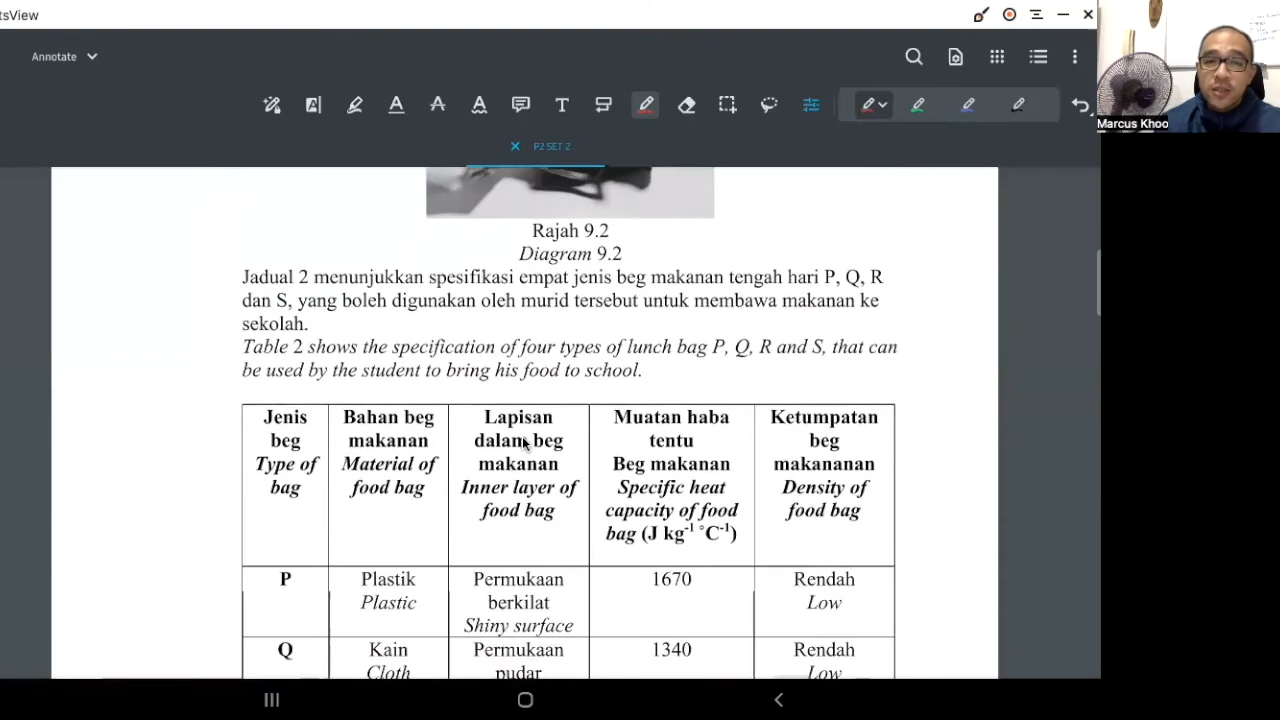 tsView
Annotate
Marcus Khoo
P2 SET 2
Rajah 9.2
Diagram 9.2
Jadual 2 menunjukkan spesifikasi empat jenis beg makanan tengah hari P, Q, R
dan S, yang boleh digunakan oleh murid tersebut untuk membawa makanan ke
sekolah.
Table 2 shows the specification of four types of lunch bag P, Q, R and S, that can
be used by the student to bring his food to school.
Jenis
beg
Type of
bag
Bahan beg
makanan
Material of
food bag
Lapisan
dalam beg
makanan
Inner layer of
food bag
Muatan haba
tentu
Beg makanan
Specific heat
capacity of food
bag (J kg⁻¹ °C⁻¹)
Ketumpatan
beg
makananan
Density of
food bag
P
Plastik
Plastic
Permukaan
berkilat
Shiny surface
1670
Rendah
Low
Q
Kain
Cloth
Permukaan
pudar
1340
Rendah
Low